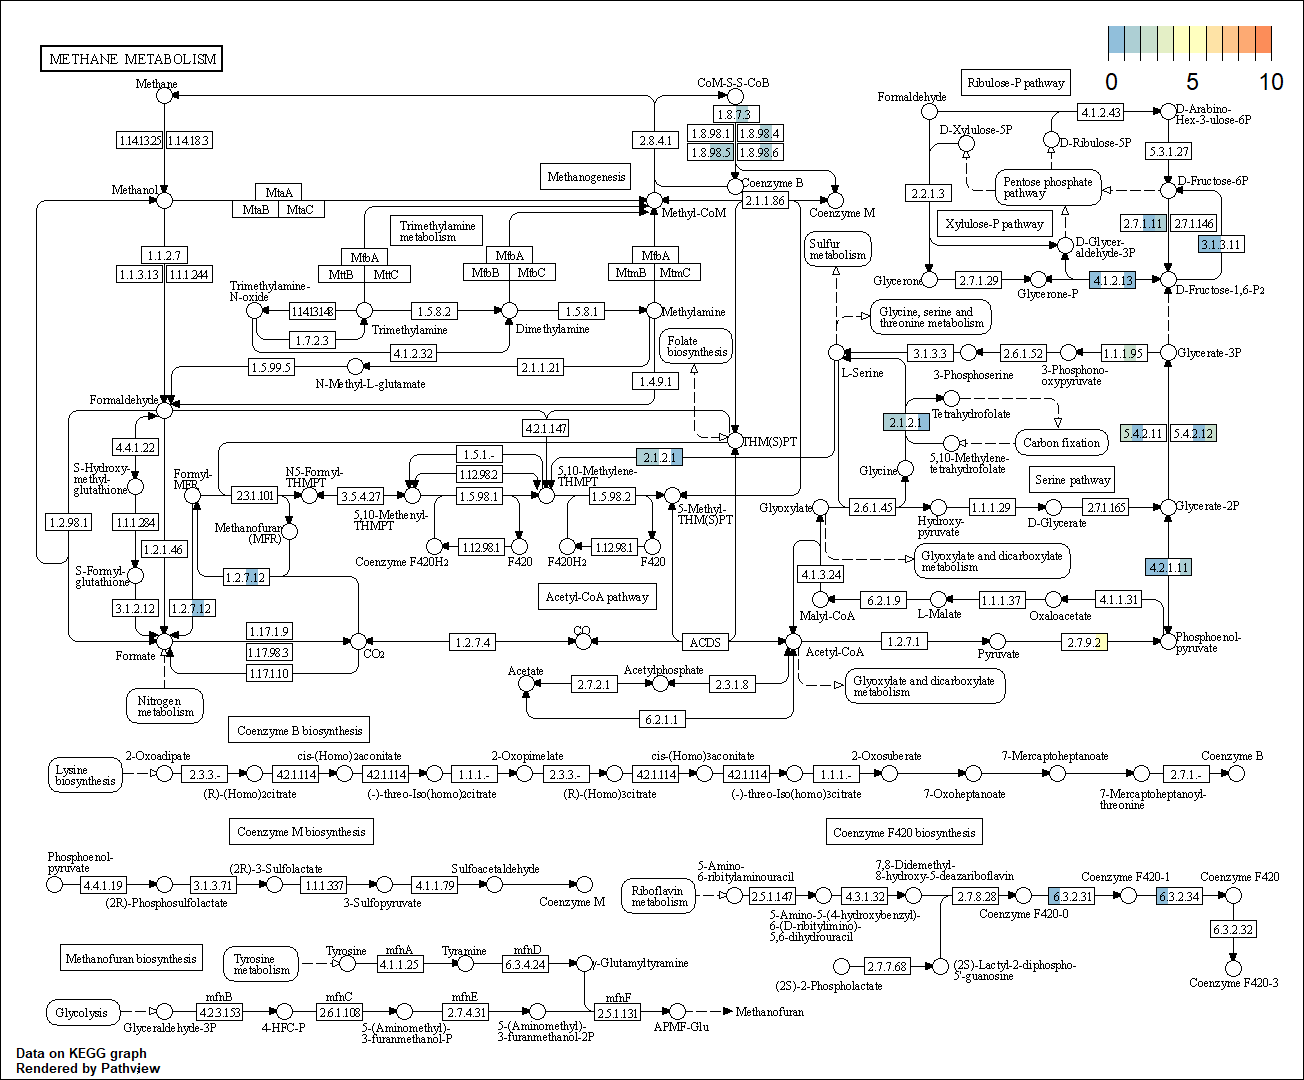 METHANE METABOLISM
0
5
10
Methane
CoM-S-S-CoB
Ribulose-P pathway
Formaldehyde
D-Arabino-
Hex-3-ulose-6P
1.8.7.3
4.1.2.43
1.14.13.25
1.14.18.3
2.8.4.1
1.8.98.1
1.8.98.4
1.8.98.5
1.8.98.6
D-Xylulose-5P
D-Ribulose-5P
5.3.1.27
Methanogenesis
Methanol
MtaA
MtaB
MtaC
Coenzyme B
2.1.1.86
Methyl-CoM
Coenzyme M
Pentose phosphate
pathway
D-Fructose-6P
2.2.1.3
Xylulose-P pathway
2.7.1.11
2.7.1.146
3.1.3.11
Trimethylamine
metabolism
Sulfur
metabolism
D-Glycer-
aldehyde-3P
1.1.2.7
1.1.3.13
1.1.1.244
MfbA
MttB
MttC
MfbA
MfbB
MfbC
MfbA
MtmB
MtmC
Glycerone
2.7.1.29
Glycerone-P
4.1.2.13
D-Fructose-1,6-P2
Trimethylamine-
N-oxide
1.14.13.148
1.5.8.2
1.5.8.1
Methylamine
Trimethylamine
Dimethylamine
1.7.2.3
4.1.2.32
Glycine, serine and
threonine metabolism
Folate
biosynthesis
1.5.99.5
2.1.1.21
N-Methyl-L-glutamate
1.4.9.1
L-Serine
3.1.3.3
2.6.1.52
1.1.1.95
Glycerate-3P
3-Phosphoserine
3-Phosphono-
oxypyruvate
Formaldehyde
Tetrahydrofolate
2.1.2.1
4.2.1.147
THM(S)PT
Carbon fixation
5.4.2.11
5.4.2.12
4.4.1.22
1.5.1.-
2.1.2.1
5,10-Methylene-
tetrahydrofolate
S-Hydroxy-
methyl-
glutathione
Formyl-
MFR
N5-Formyl-
THMPT
1.12.98.2
5,10-Methylene-
THMPT
Glycine
Serine pathway
2.3.1.101
3.5.4.27
1.5.98.1
1.5.98.2
5,10-Methenyl-
THMPT
5-Methyl-
THM(S)PT
Glyoxylate
2.6.1.45
Hydroxy-
pyruvate
1.1.1.29
D-Glycerate
2.7.1.165
Glycerate-2P
1.2.98.1
1.1.1.284
Methanofuran
(MFR)
1.2.1.46
1.12.98.1
1.12.98.1
Coenzyme F420H2
F420
F420H2
F420
Glyoxylate and dicarboxylate
metabolism
S-Formyl-
glutathione
1.2.7.12
4.1.3.24
4.2.1.11
3.1.2.12
1.2.7.12
Acetyl-CoA pathway
Malyl-CoA
6.2.1.9
L-Malate
1.1.1.37
Oxaloacetate
4.1.1.31
1.17.1.9
1.17.98.3
1.17.1.10
Formate
CO2
1.2.7.4
CO
ACDS
Acetyl-CoA
1.2.7.1
Pyruvate
2.7.9.2
Phosphoenol-
pyruvate
Acetate
2.7.2.1
Acetylphosphate
2.3.1.8
6.2.1.1
Glyoxylate and dicarboxylate
metabolism
Nitrogen
metabolism
Coenzyme B biosynthesis
Lysine
biosynthesis
2-Oxoadipate
2.3.3.-
(R)-(Homo)2citrate
4.2.1.114
cis-(Homo)2aconitate
4.2.1.114
(-)-threo-Iso(homo)2citrate
1.1.1.-
2-Oxopimelate
2.3.3.-
(R)-(Homo)3citrate
4.2.1.114
cis-(Homo)3aconitate
4.2.1.114
(-)-threo-Iso(homo)3citrate
1.1.1.-
2-Oxosuberate
7-Oxoheptanoate
7-Mercaptoheptanoate
7-Mercaptoheptanoyl-
threonine
2.7.1.-
Coenzyme B
Coenzyme M biosynthesis
Phosphoenol-
pyruvate
4.4.1.19
(2R)-Phosphosulfolactate
3.1.3.71
(2R)-3-Sulfolactate
1.1.1.337
3-Sulfopyruvate
4.1.1.79
Sulfoacetaldehyde
Coenzyme M
Coenzyme F420 biosynthesis
Riboflavin
metabolism
5-Amino-
6-ribitylaminouracil
2.5.1.147
5-Amino-5-(4-hydroxybenzyl)-
6-(D-ribitylimino)-
5,6-dihydrouracil
4.3.1.32
7,8-Didemethyl-
8-hydroxy-5-deazariboflavin
2.7.8.28
Coenzyme F420-0
6.3.2.31
Coenzyme F420-1
6.3.2.34
Coenzyme F420
6.3.2.32
Coenzyme F420-3
(2S)-2-Phospholactate
2.7.7.68
(2S)-Lactyl-2-diphospho-
5'-guanosine
Methanofuran biosynthesis
Tyrosine
metabolism
Tyrosine
mfnA
4.1.1.25
Tyramine
mfnD
6.3.4.24
γ-Glutamyltyramine
Glycolysis
Glyceraldehyde-3P
mfnB
4.2.3.153
4-HFC-P
mfnC
2.6.1.108
5-(Aminomethyl)-
3-furanmethanol-P
mfnE
2.7.4.31
5-(Aminomethyl)-
3-furanmethanol-2P
mfnF
2.5.1.131
APMF-Glu
Methanofuran
Data on KEGG graph
Rendered by Pathview